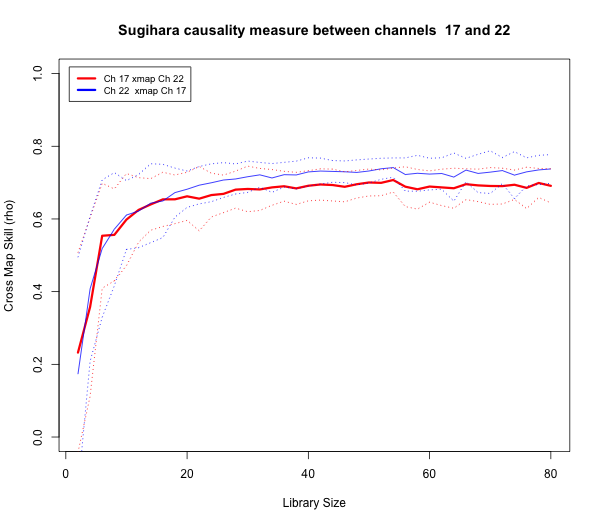 Sugihara causality measure between channels  17 and 22
Ch 17 xmap Ch 22
Ch 22  xmap Ch 17
Cross Map Skill (rho)
1.0
0.8
0.6
0.4
0.2
0.0
0 20 40 60 80
Library Size